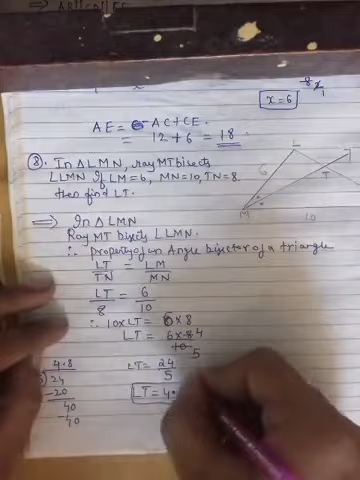 x = 6
AE = AC + CE.
= 12 + 6 = 18
8. In △LMN, ray MT bisects
∠LMN If LM=6, MN=10, TN=8
then find LT.
L
6
T
M
10
⇒ In △LMN
Ray MT bisects ∠LMN.
∴ property of an Angle bisector of a triangle
LT/TN = LM/MN
LT/8 = 6/10
∴ 10×LT = 6×8
LT = 6×8 4/10 5
LT = 24/5
LT = 4.
4.8
24
-20
40
-40